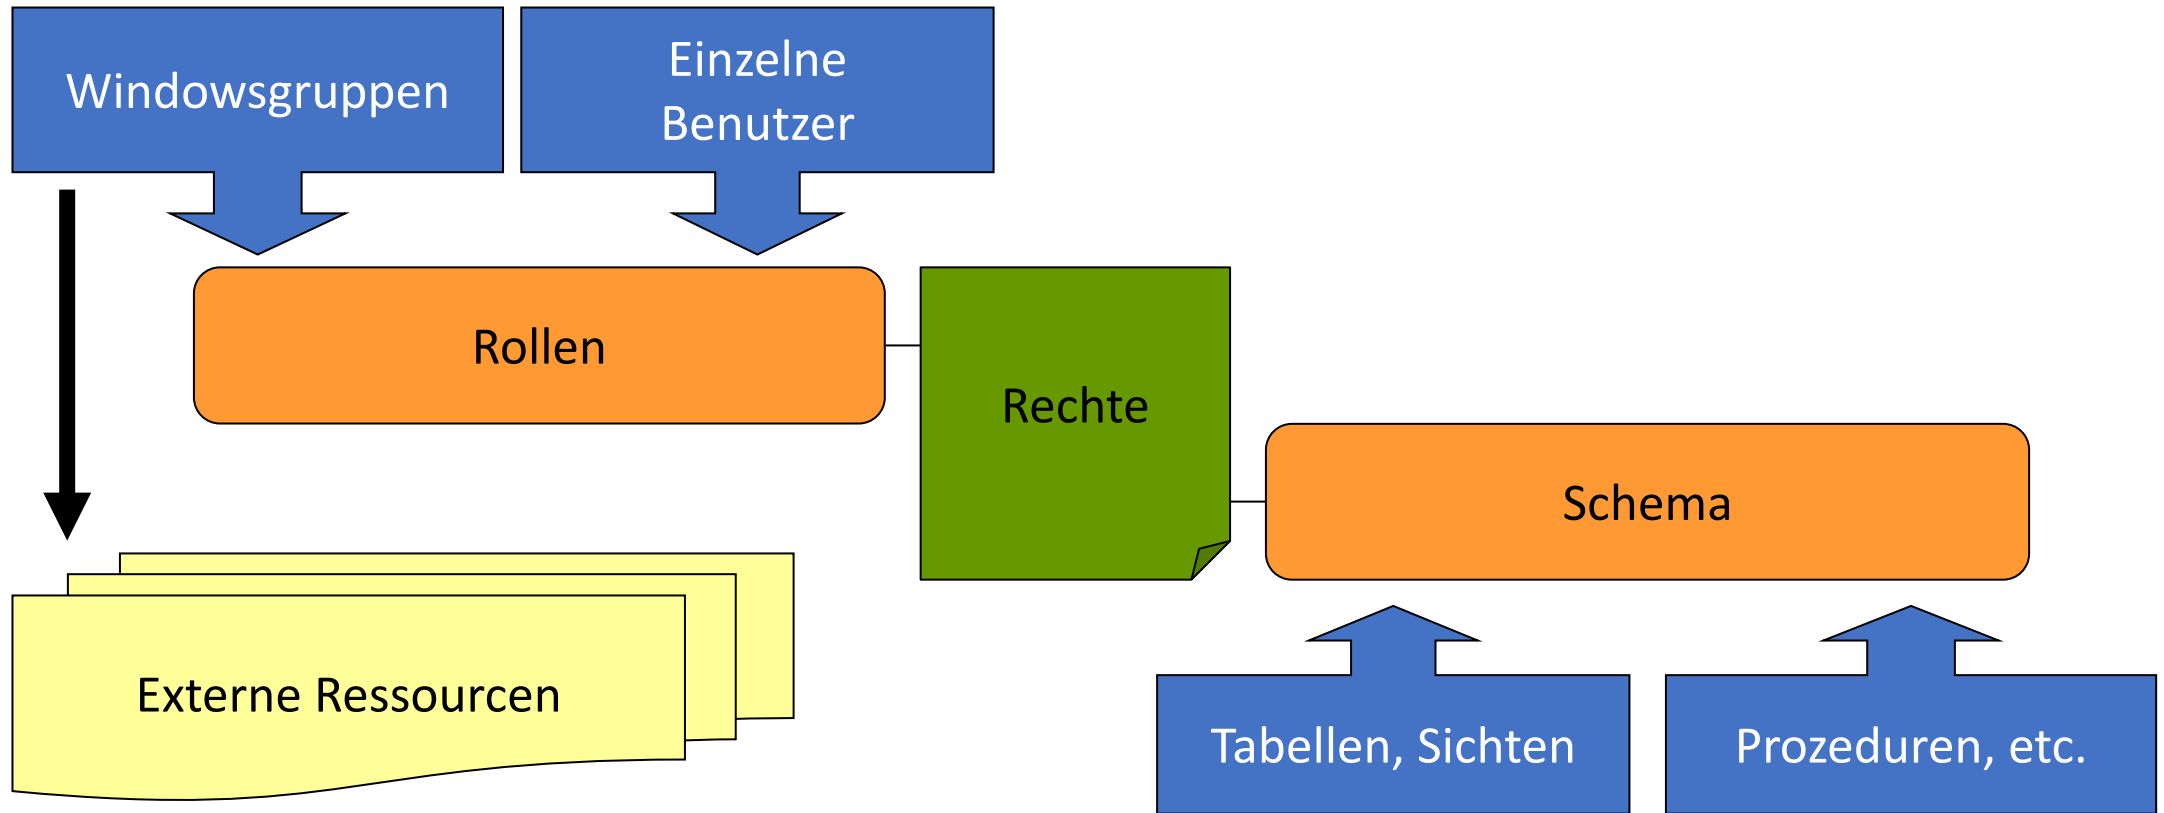 Windowsgruppen
Einzelne
Benutzer
Rollen
Rechte
Schema
Externe Ressourcen
Tabellen, Sichten
Prozeduren, etc.